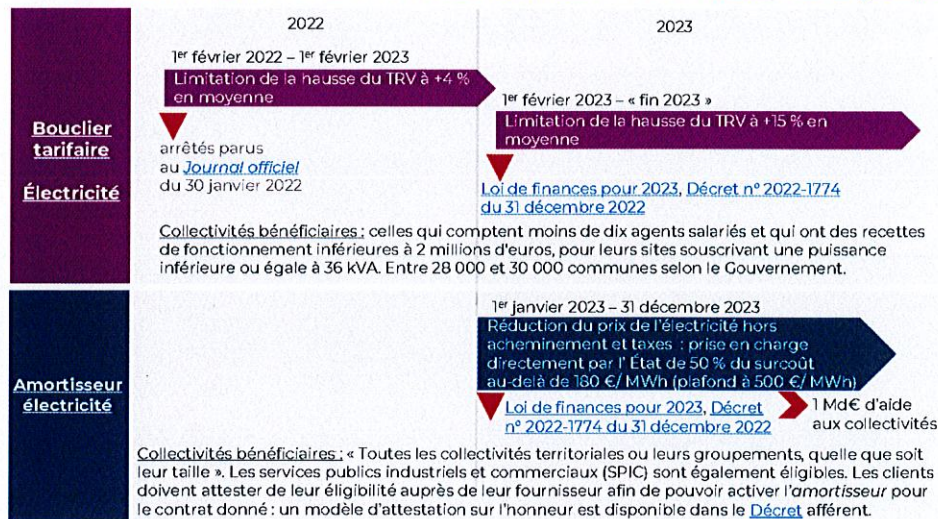 2022
2023
1er février 2022 – 1er février 2023
Limitation de la hausse du TRV à +4 %
en moyenne
1er février 2023 – « fin 2023 »
Limitation de la hausse du TRV à +15 % en
moyenne
Bouclier
tarifaire
Électricité
arrêtés parus
au Journal officiel
du 30 janvier 2022
Loi de finances pour 2023, Décret n° 2022-1774
du 31 décembre 2022
Collectivités bénéficiaires : celles qui comptent moins de dix agents salariés et qui ont des recettes
de fonctionnement inférieures à 2 millions d'euros, pour leurs sites souscrivant une puissance
inférieure ou égale à 36 kVA. Entre 28 000 et 30 000 communes selon le Gouvernement.
1er janvier 2023 – 31 décembre 2023
Réduction du prix de l'électricité hors
acheminement et taxes : prise en charge
directement par l' État de 50 % du surcoût
au-delà de 180 €/ MWh (plafond à 500 €/ MWh)
Amortisseur
électricité
Loi de finances pour 2023, Décret
n° 2022-1774 du 31 décembre 2022
1 Md€ d'aide
aux collectivités
Collectivités bénéficiaires : « Toutes les collectivités territoriales ou leurs groupements, quelle que soit
leur taille ». Les services publics industriels et commerciaux (SPIC) sont également éligibles. Les clients
doivent attester de leur éligibilité auprès de leur fournisseur afin de pouvoir activer l'amortisseur pour
le contrat donné : un modèle d'attestation sur l'honneur est disponible dans le Décret afférent.